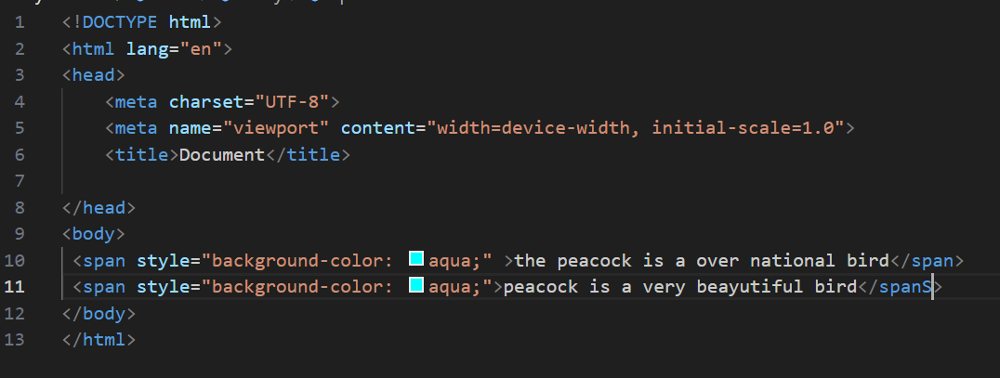 1 <!DOCTYPE html>
2 <html lang="en">
3 <head>
4     <meta charset="UTF-8">
5     <meta name="viewport" content="width=device-width, initial-scale=1.0">
6     <title>Document</title>
7
8 </head>
9 <body>
10  <span style="background-color: aqua;" >the peacock is a over national bird</span>
11  <span style="background-color: aqua;">peacock is a very beayutiful bird</spanS>
12 </body>
13 </html>